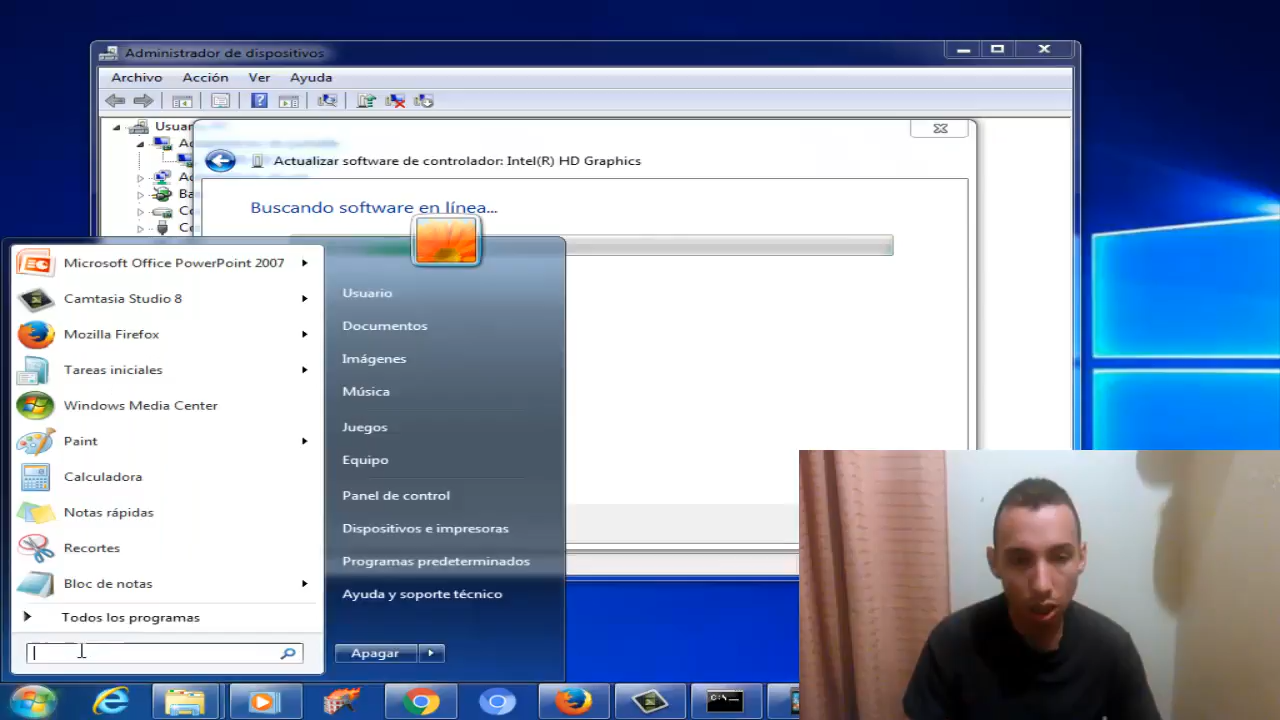 Administrador de dispositivos
Archivo Acción Ver Ayuda
Usuar
Actualizar software de controlador: Intel(R) HD Graphics
Buscando software en línea...
Microsoft Office PowerPoint 2007
Camtasia Studio 8
Mozilla Firefox
Tareas iniciales
Windows Media Center
Paint
Calculadora
Notas rápidas
Recortes
Bloc de notas
Todos los programas
Usuario
Documentos
Imágenes
Música
Juegos
Equipo
Panel de control
Dispositivos e impresoras
Programas predeterminados
Ayuda y soporte técnico
Apagar